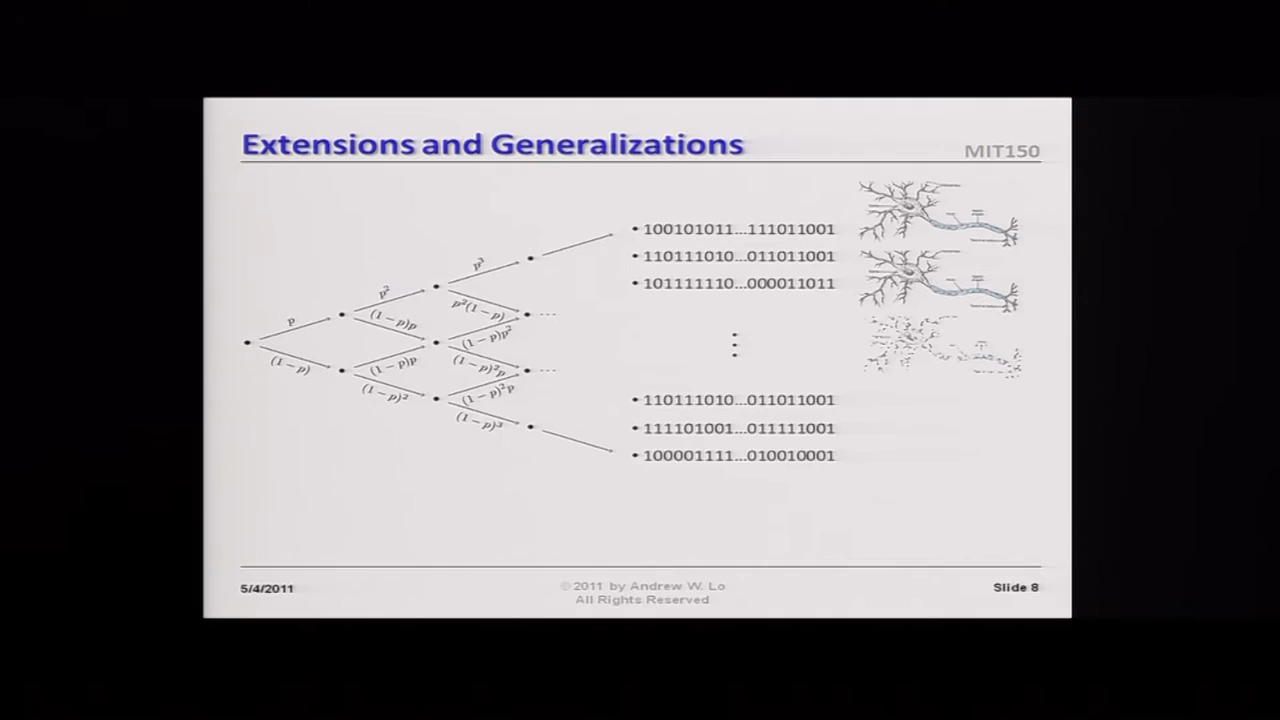 Extensions and Generalizations
MIT150
p
(1 − p)
p²
(1 − p)p
(1 − p)p
(1 − p)²
p³
p²(1 − p)
(1 − p)p²
(1 − p)²p
(1 − p)²p
(1 − p)³
....
....
• 100101011...111011001
• 110111010...011011001
• 101111110...000011011
• 110111010...011011001
• 111101001...011111001
• 100001111...010010001
5/4/2011
© 2011 by Andrew W. Lo
All Rights Reserved
Slide 8